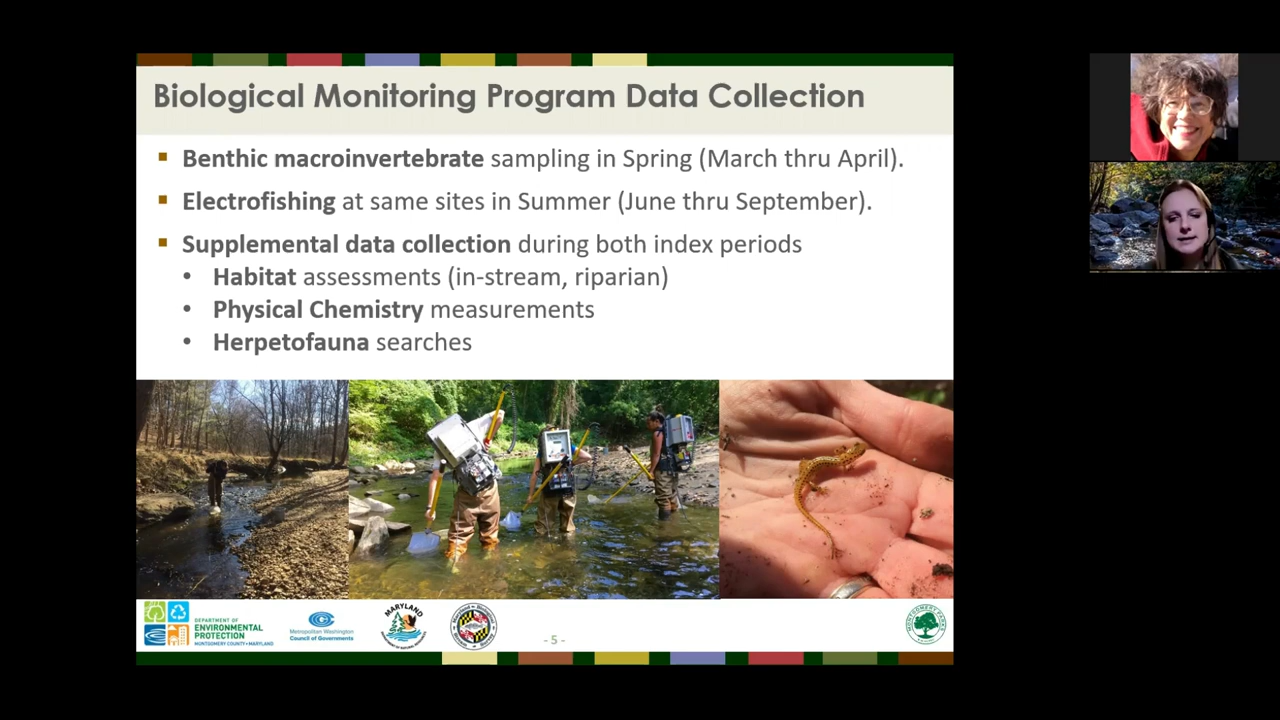 Biological Monitoring Program Data Collection
Benthic macroinvertebrate sampling in Spring (March thru April).
Electrofishing at same sites in Summer (June thru September).
Supplemental data collection during both index periods
Habitat assessments (in-stream, riparian)
Physical Chemistry measurements
Herpetofauna searches
DEPARTMENT OF
ENVIRONMENTAL
PROTECTION
MONTGOMERY COUNTY • MARYLAND
Metropolitan Washington
Council of Governments
MARYLAND
- 5 -